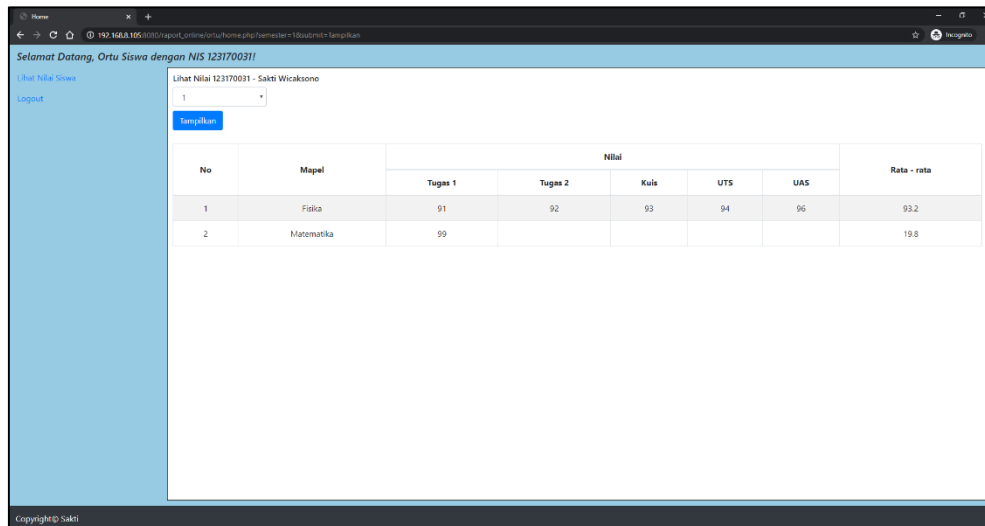 Home
192.168.8.105:8080/raport_online/ortu/home.php?semester=1&submit=Tampilkan
Incognito
Selamat Datang, Ortu Siswa dengan NIS 123170031!
Lihat Nilai Siswa
Logout
Lihat Nilai 123170031 - Sakti Wicaksono
1
Tampilkan
No Mapel Nilai Rata - rata
Tugas 1 Tugas 2 Kuis UTS UAS
1 Fisika 91 92 93 94 96 93.2
2 Matematika 99 19.8
Copyright© Sakti